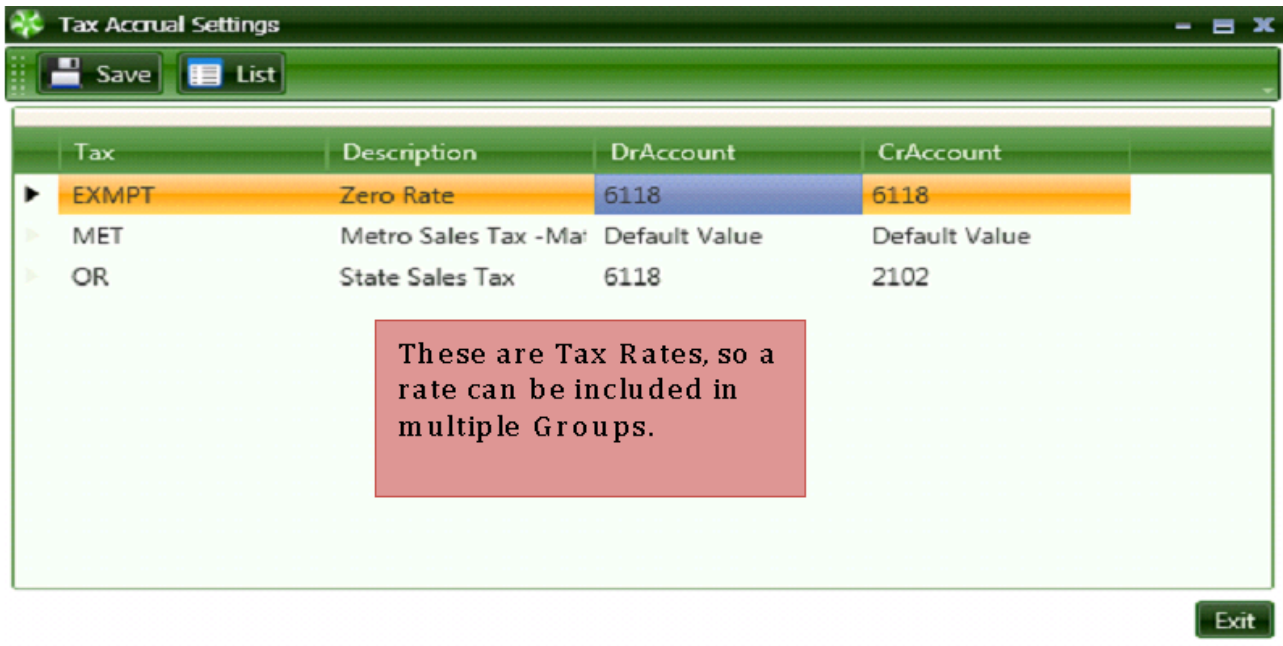 Tax Accrual Settings
Save List
Tax Description DrAccount CrAccount
EXMPT Zero Rate 6118 6118
MET Metro Sales Tax -Mat Default Value Default Value
OR State Sales Tax 6118 2102
These are Tax Rates, so a
rate can be included in
multiple Groups.
Exit